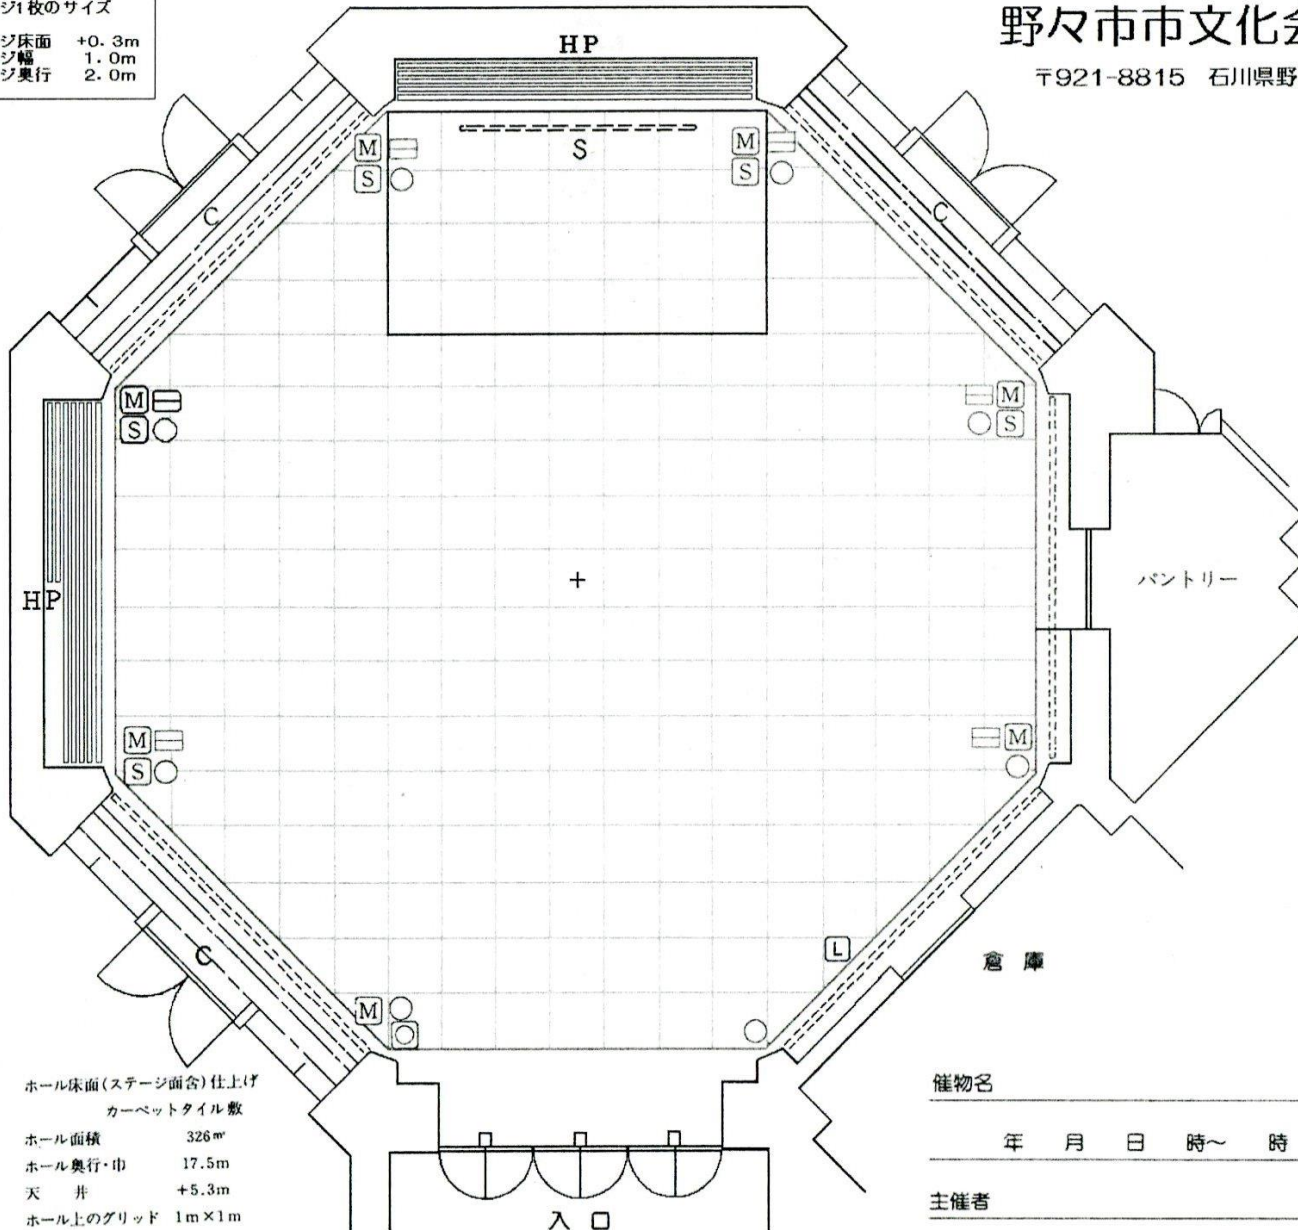 ジ1枚のサイズ
ジ床面 +0.3m
ジ幅 1.0m
ジ奥行 2.0m
野々市市文化会
〒921-8815 石川県野
HP
M
S
S
M
S
C
C
M
S
M
S
HP
+
パントリー
M
S
M
C
L
倉庫
M
ホール床面(ステージ面含)仕上げ
カーペットタイル敷
ホール面積 326㎡
ホール奥行・巾 17.5m
天 井 +5.3m
ホール上のグリッド 1m×1m
入口
催物名
年 月 日 時~ 時
主催者